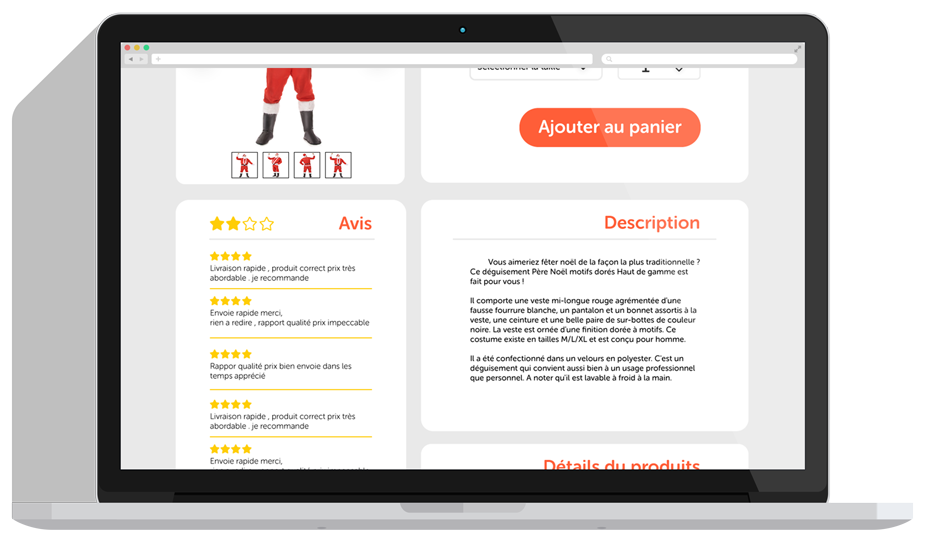 Sélectionner la taille
1
Ajouter au panier
Avis
Livraison rapide , produit correct prix très
abordable . je recommande
Envoie rapide merci,
rien a redire , rapport qualité prix impeccable
Rappor qualité prix bien envoie dans les
temps apprécié
Livraison rapide , produit correct prix très
abordable . je recommande
Envoie rapide merci,
Description
Vous aimeriez fêter noël de la façon la plus traditionnelle ?
Ce déguisement Père Noël motifs dorés Haut de gamme est
fait pour vous !
Il comporte une veste mi-longue rouge agrémentée d'une
fausse fourrure blanche, un pantalon et un bonnet assortis à la
veste, une ceinture et une belle paire de sur-bottes de couleur
noire. La veste est ornée d'une finition dorée à motifs. Ce
costume existe en tailles M/L/XL et est conçu pour homme.
Il a été confectionné dans un velours en polyester. C'est un
déguisement qui convient aussi bien à un usage professionnel
que personnel. A noter qu'il est lavable à froid à la main.
Détails du produits